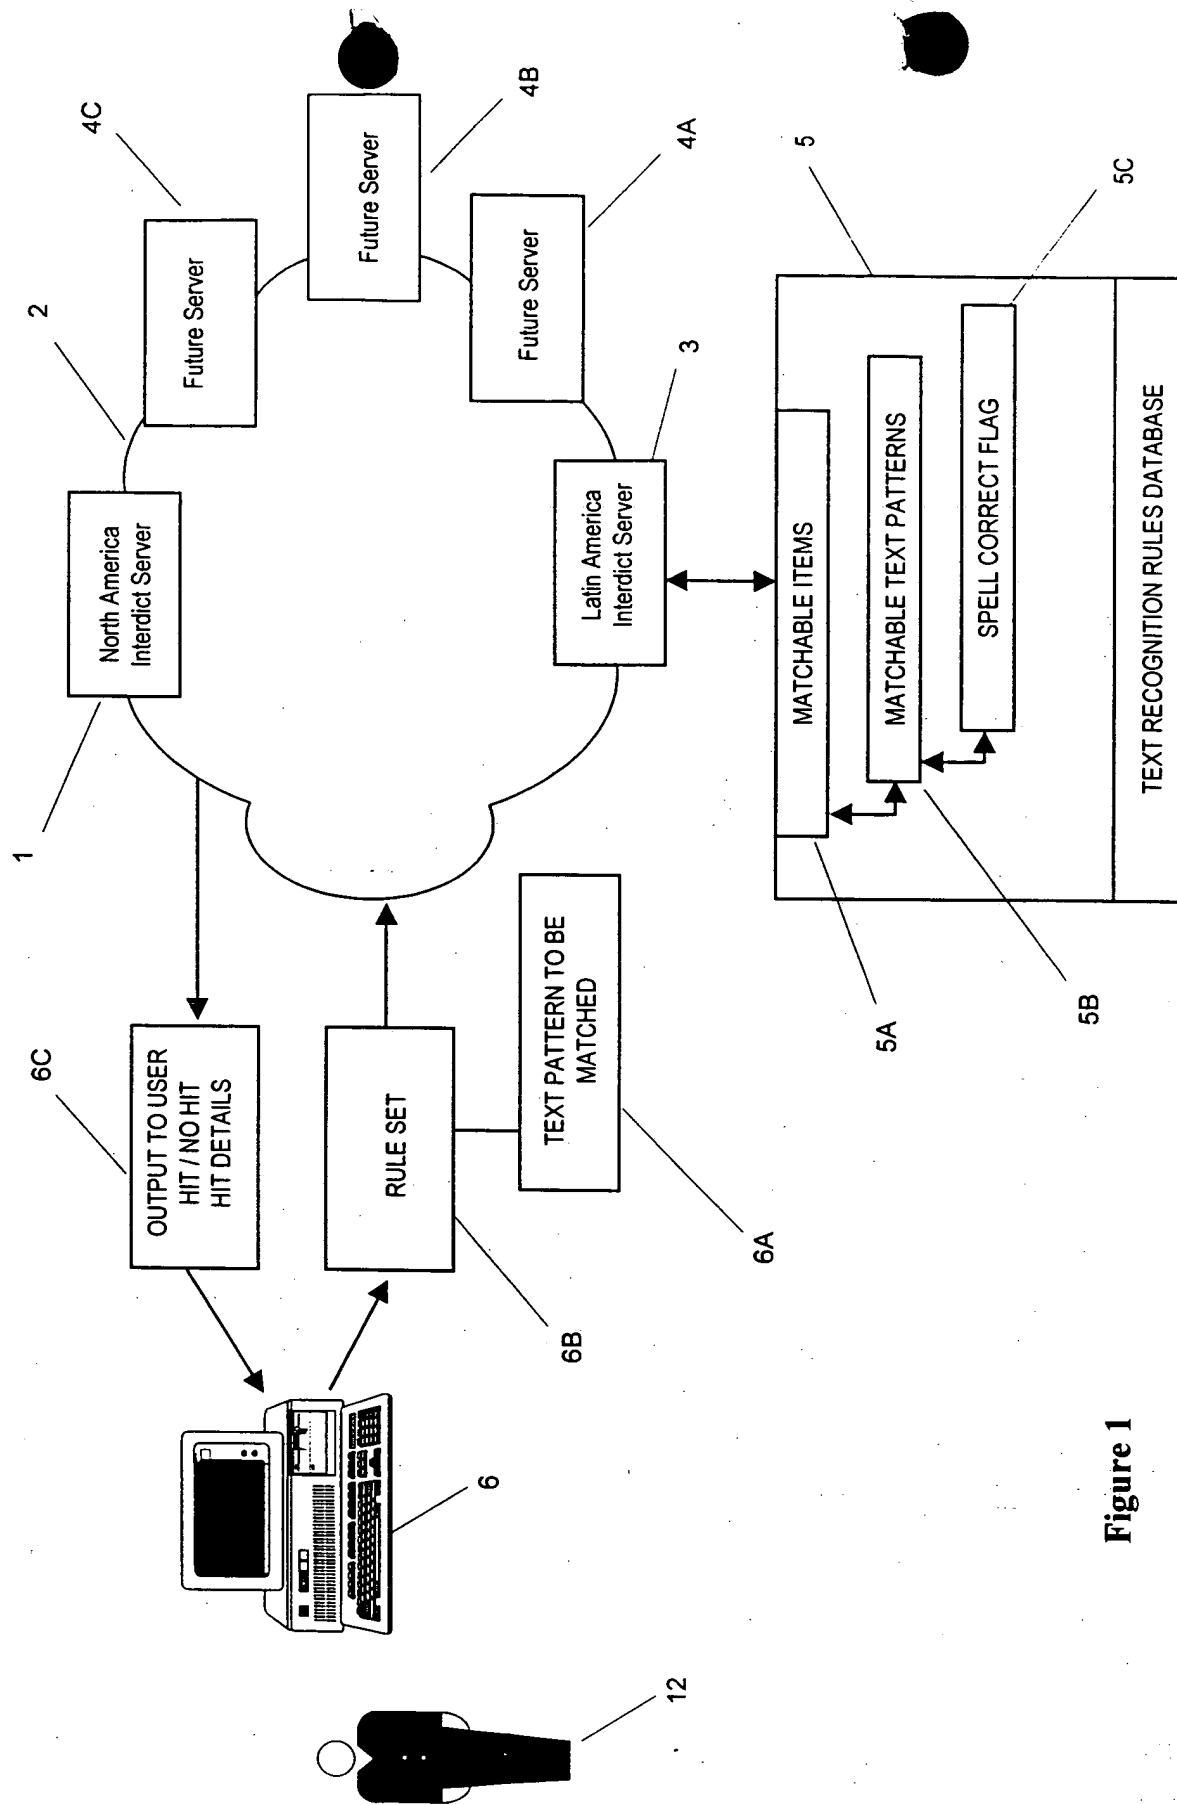 1
2
4C
4B
4A
3
North America
Interdict Server
Future Server
Future Server
Future Server
Latin America
Interdict Server
6C
OUTPUT TO USER
HIT / NO HIT
HIT DETAILS
RULE SET
6B
TEXT PATTERN TO BE
MATCHED
6A
6
12
5
MATCHABLE ITEMS
5A
MATCHABLE TEXT PATTERNS
5B
SPELL CORRECT FLAG
5C
TEXT RECOGNITION RULES DATABASE
Figure 1